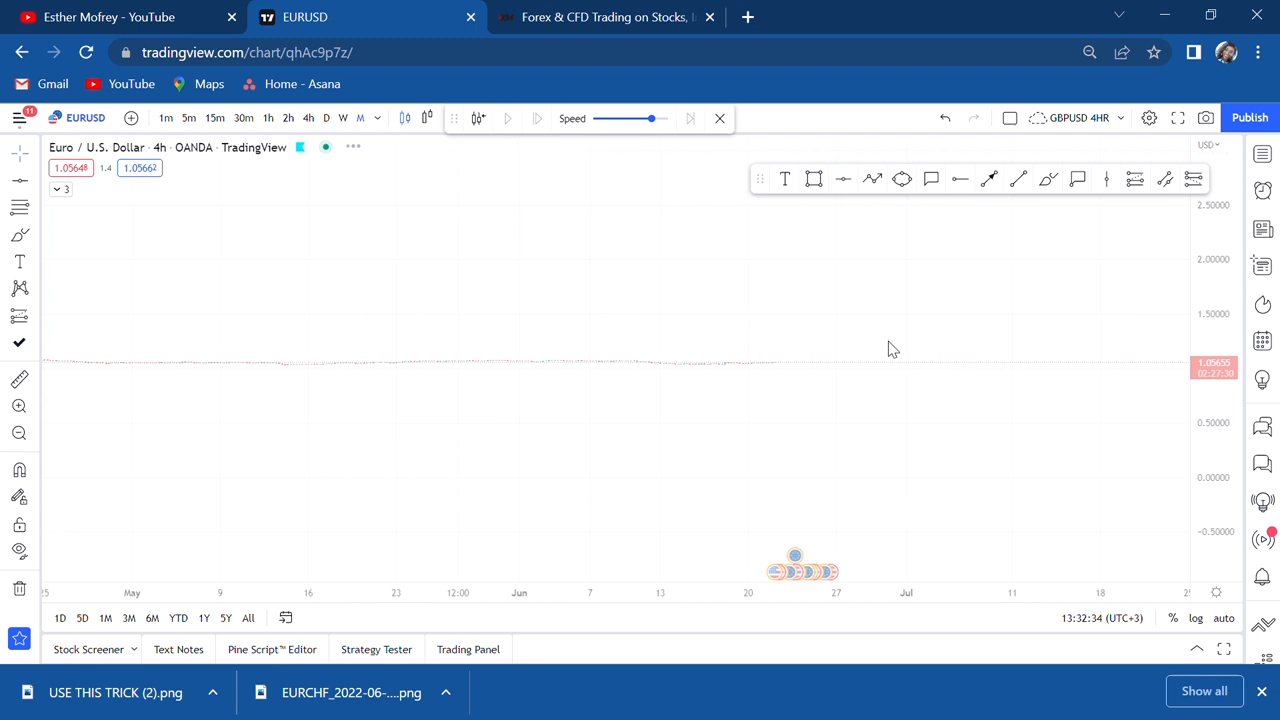 Esther Mofrey - YouTube
EURUSD
Forex & CFD Trading on Stocks, I
tradingview.com/chart/qhAc9p7z/
Gmail
YouTube
Maps
Home - Asana
11
EURUSD
1m 5m 15m 30m 1h 2h 4h D W M
Speed
GBPUSD 4HR
Publish
Euro / U.S. Dollar · 4h · OANDA · TradingView
USD
1.05648
1.4
1.05662
3
2.50000
2.00000
1.50000
1.05655
02:27:30
0.50000
0.00000
-0.50000
25 May 9 16 23 12:00 Jun 7 13 20 27 Jul 11 18
1D 5D 1M 3M 6M YTD 1Y 5Y All
13:32:34 (UTC+3)
% log auto
Stock Screener
Text Notes
Pine Script™ Editor
Strategy Tester
Trading Panel
USE THIS TRICK (2).png
EURCHF_2022-06-....png
Show all